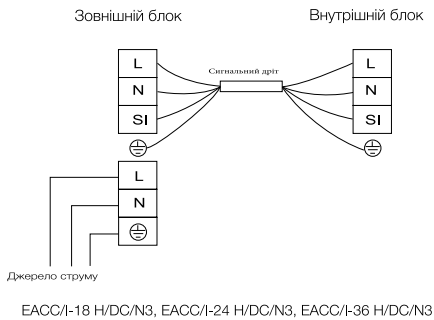 Зовнішній блок Внутрішній блок
L L
Сигнальний дріт
N N
SI SI
L
N
Джерело струму
EACC/I-18 H/DC/N3, EACC/I-24 H/DC/N3, EACC/I-36 H/DC/N3